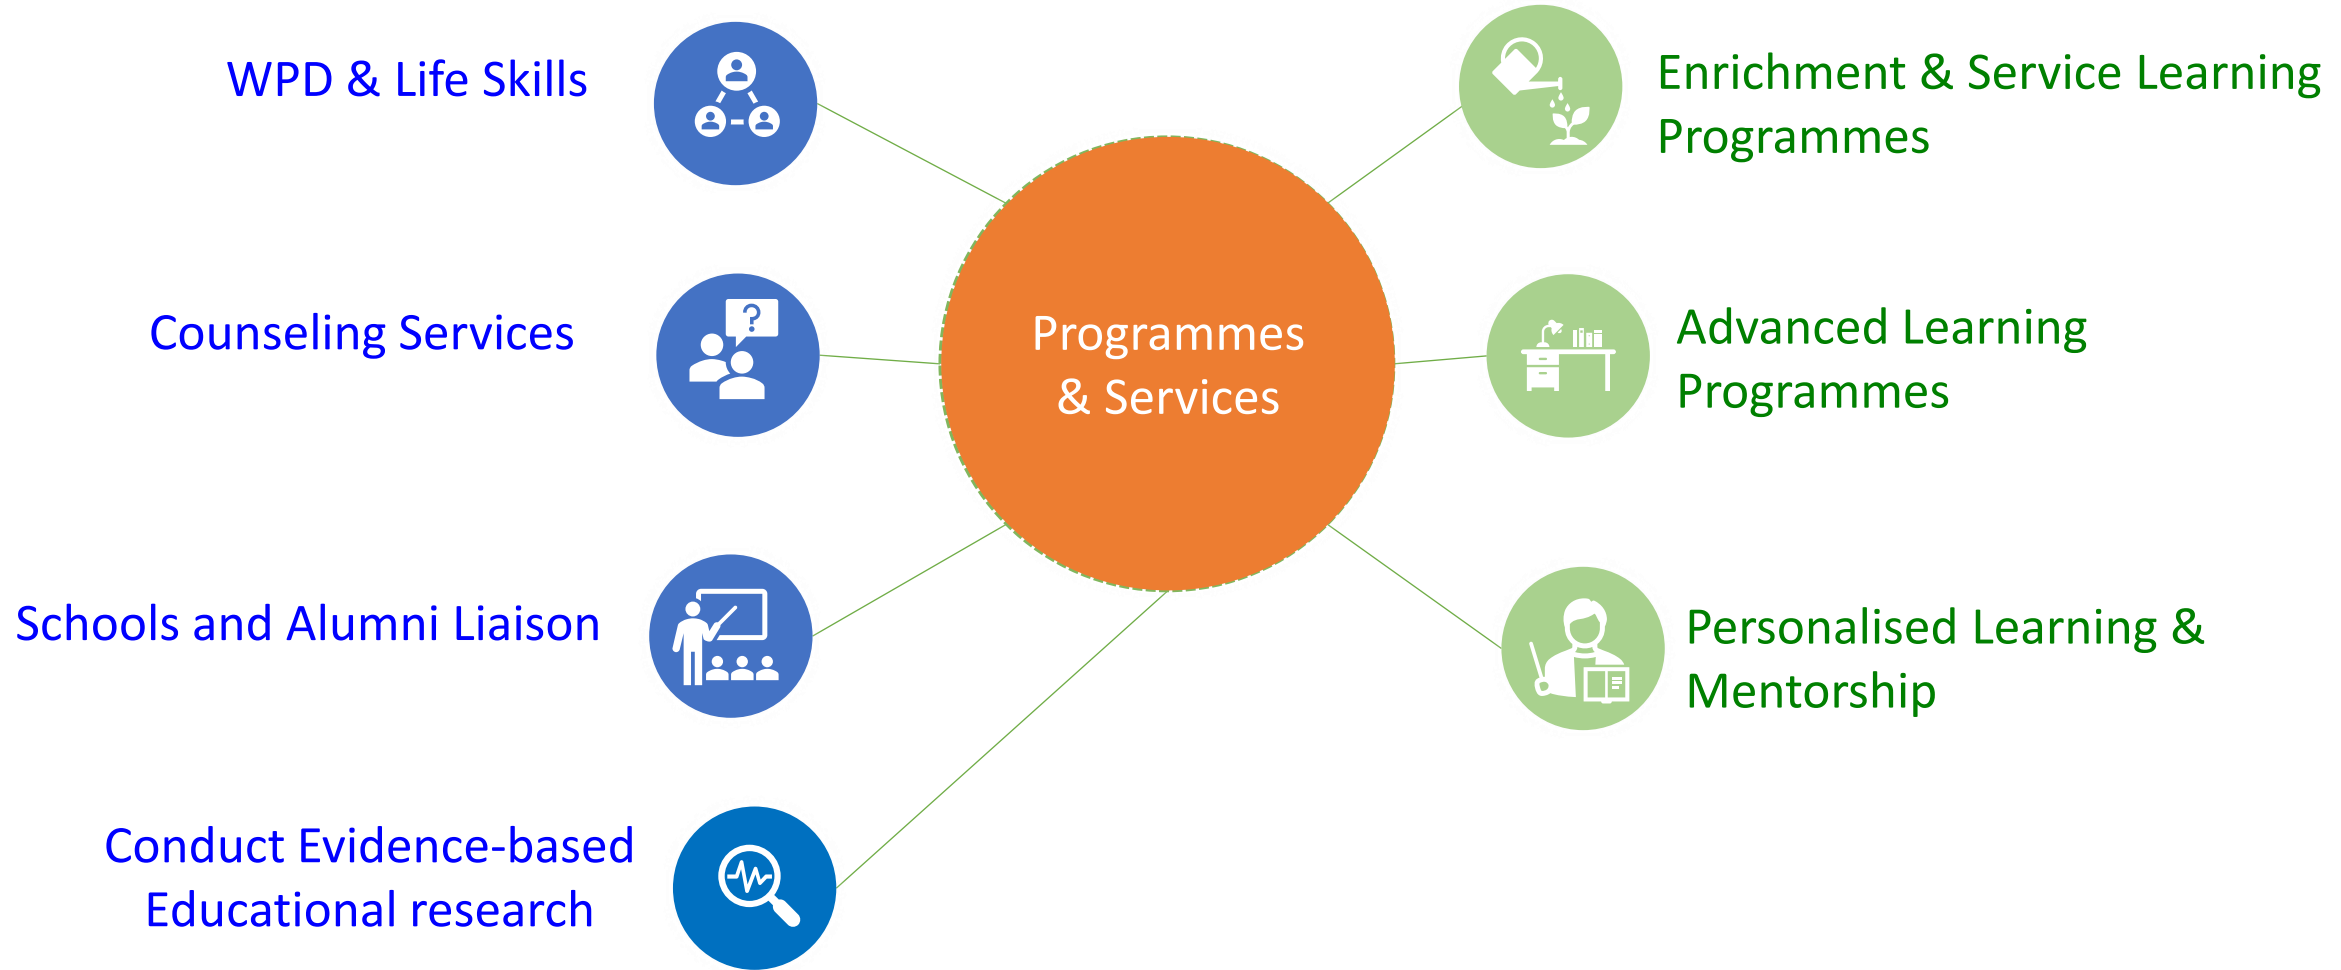 WPD & Life Skills
Counseling Services
Schools and Alumni Liaison
Conduct Evidence-based
Educational research
Programmes
& Services
?
Enrichment & Service Learning
Programmes
Advanced Learning
Programmes
Personalised Learning &
Mentorship